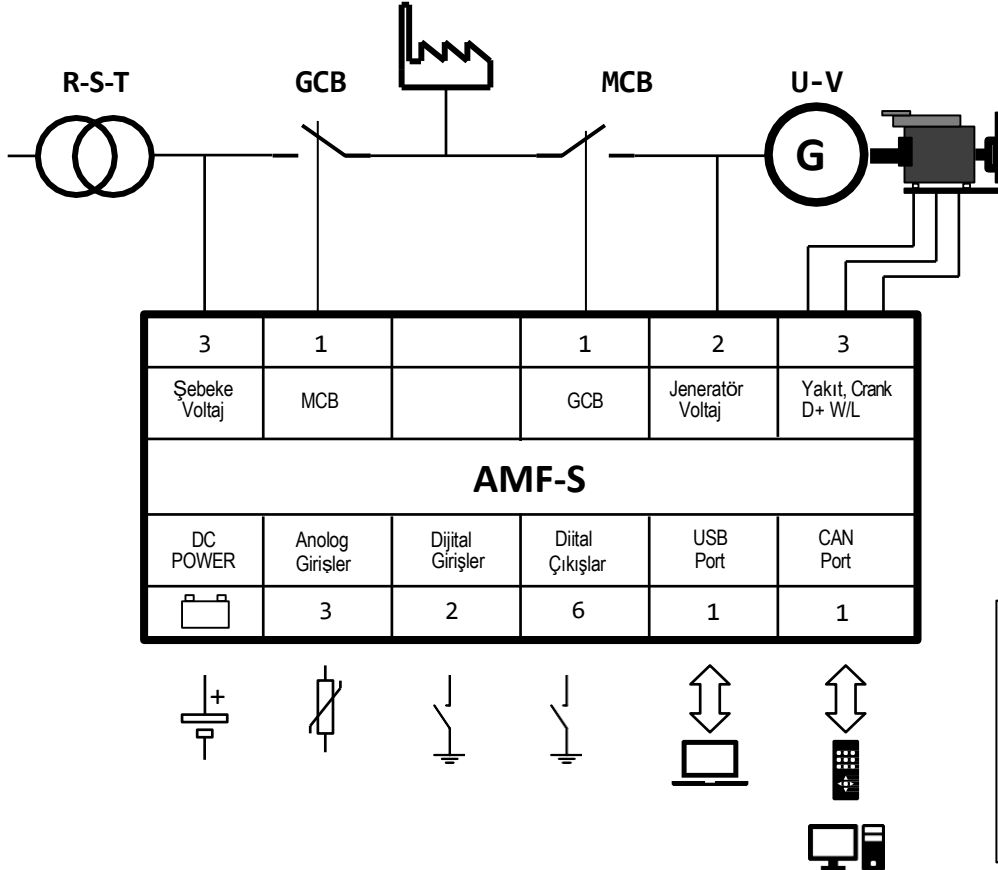 R-S-T GCB MCB U-V
G
3 1 1 2 3
Şebeke Voltaj MCB GCB Jeneratör Voltaj Yakıt, Crank D+ W/L
AMF-S
DC POWER Anolog Girişler Dijital Girişler Diital Çıkışlar USB Port CAN Port
3 2 6 1 1
+